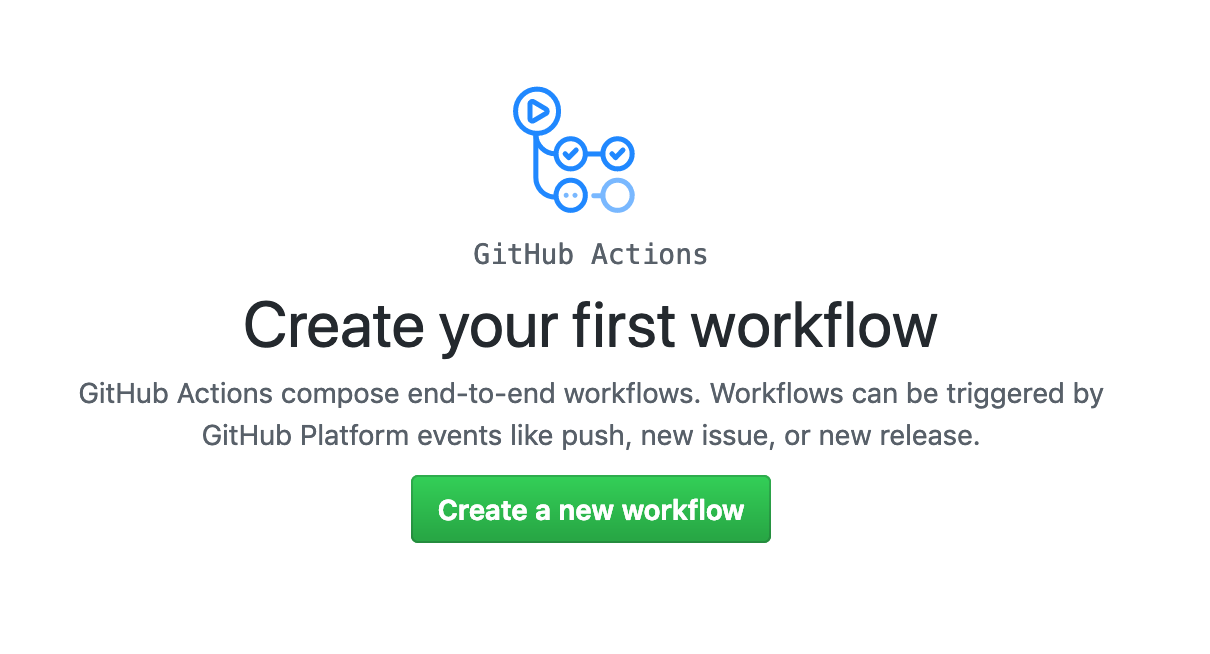 GitHub Actions
Create your first workflow
GitHub Actions compose end-to-end workflows. Workflows can be triggered by
GitHub Platform events like push, new issue, or new release.
Create a new workflow